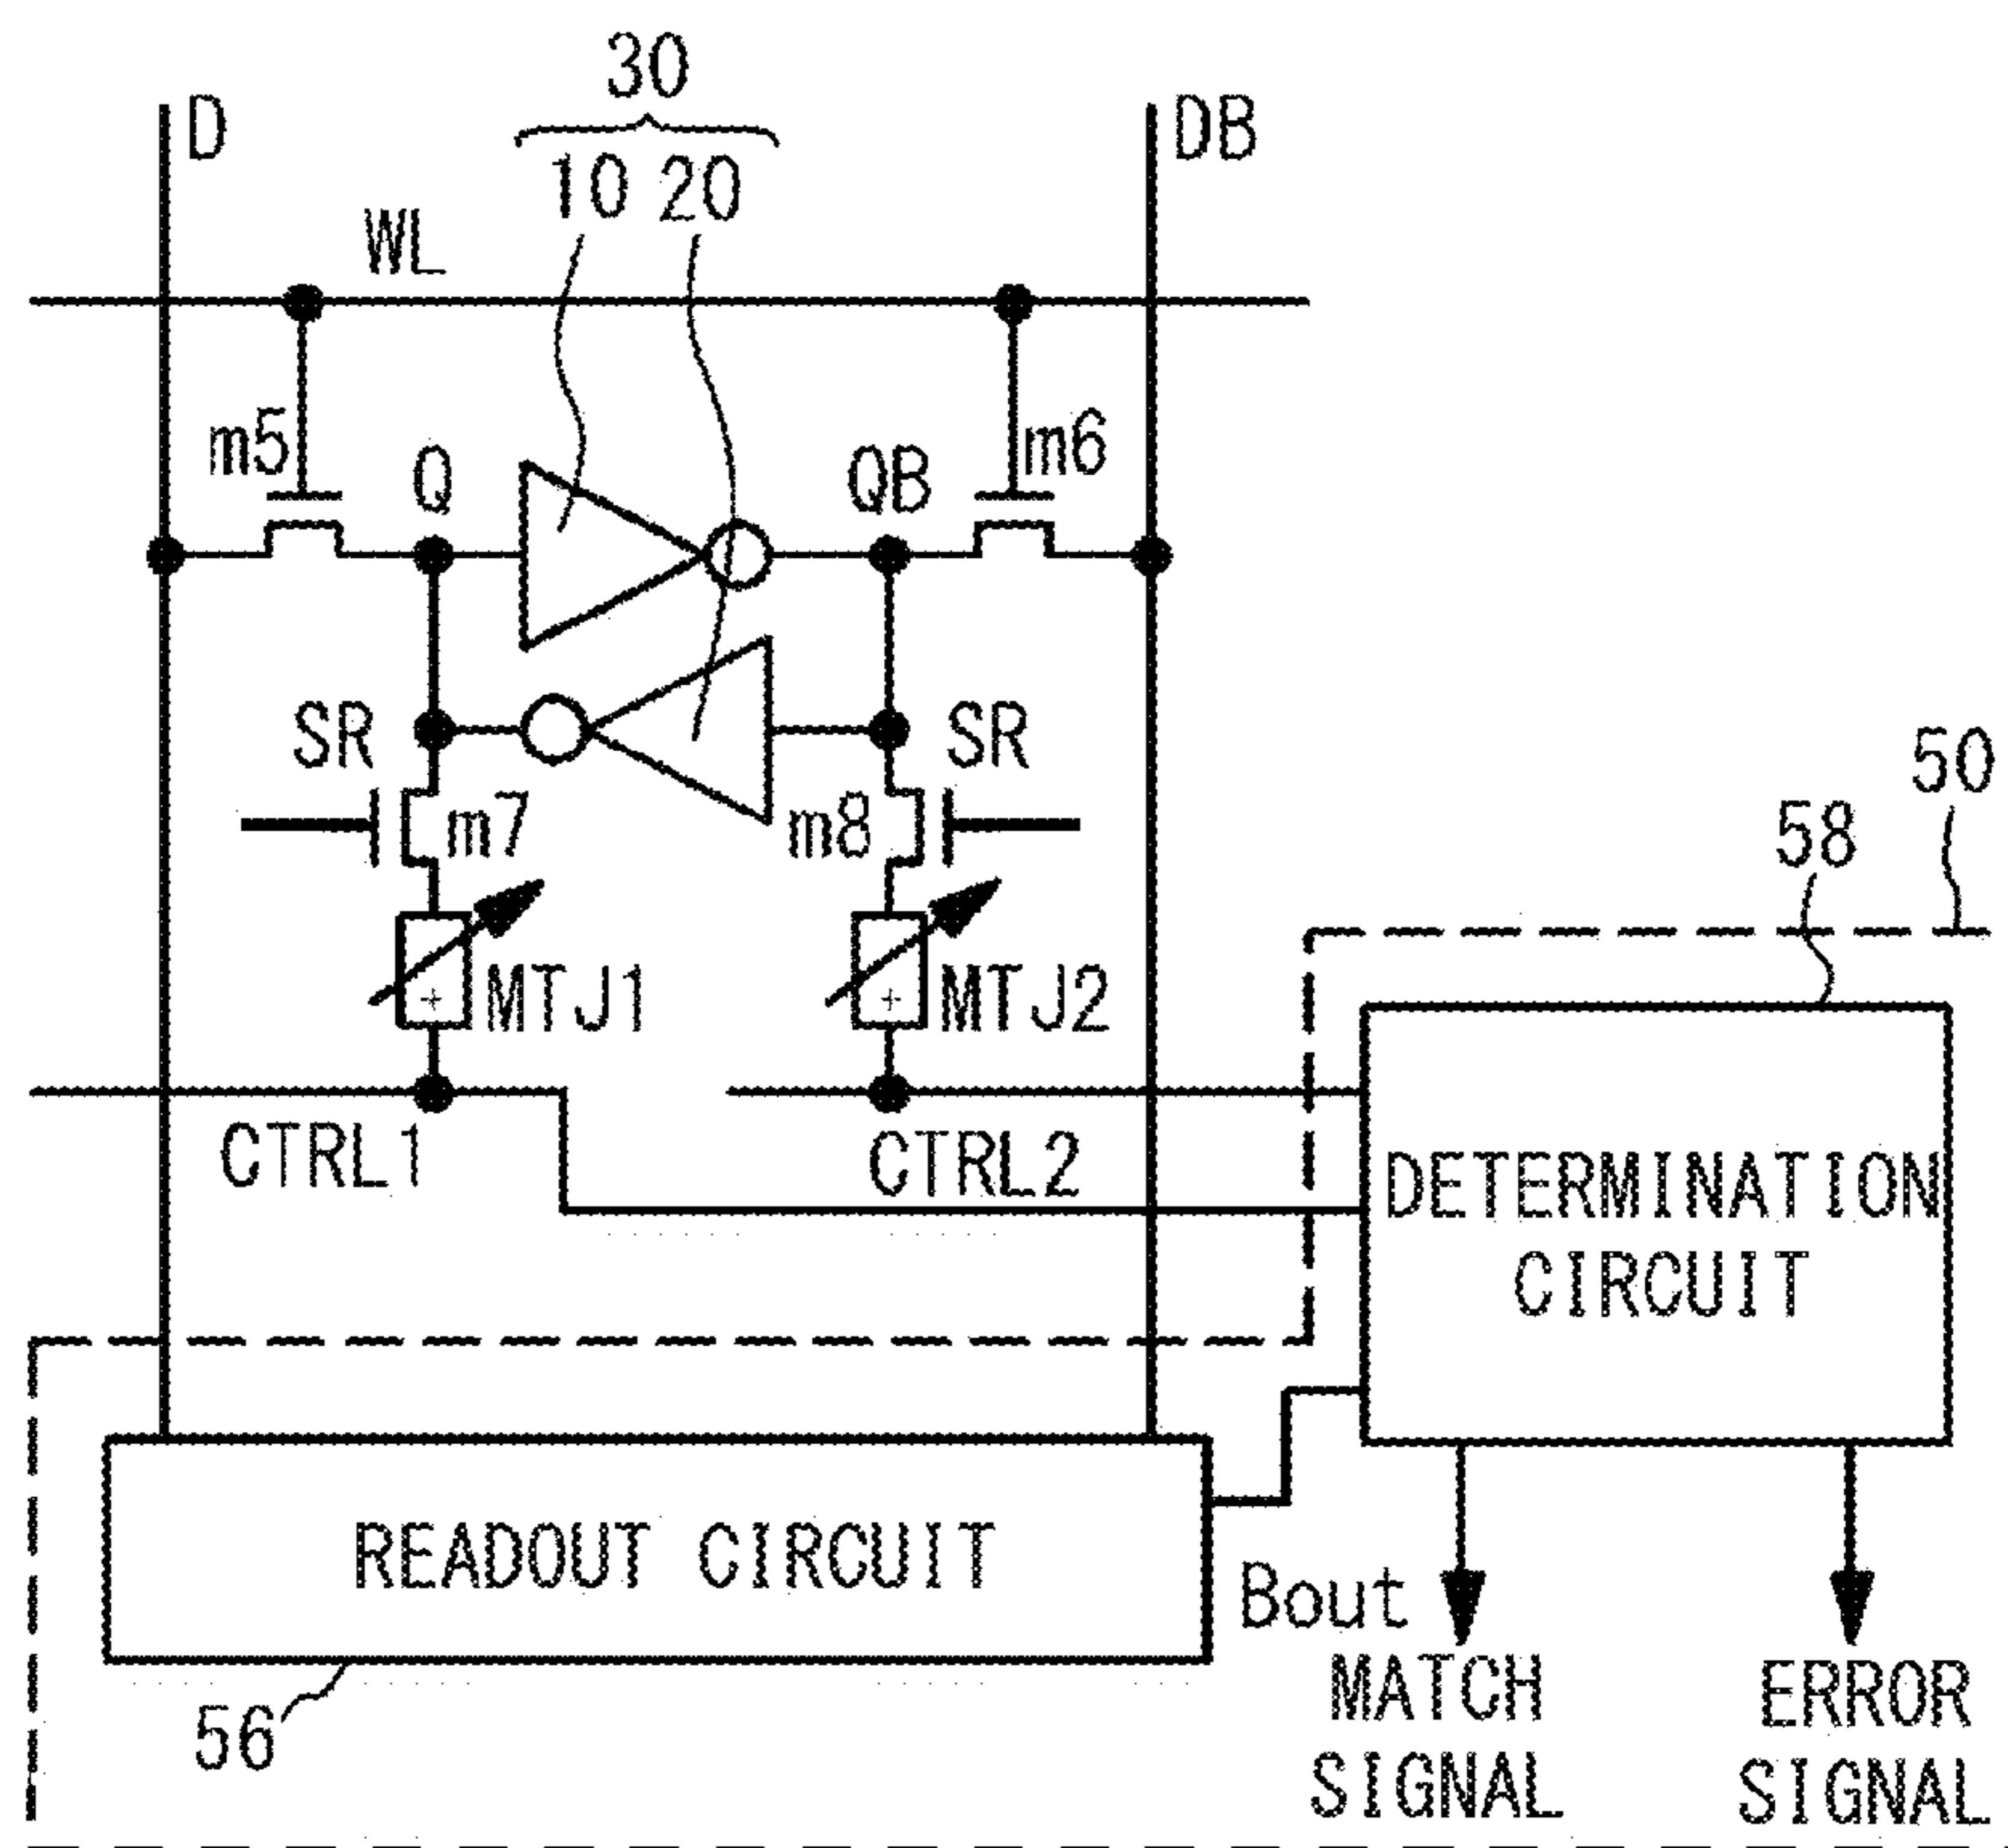 30
D
DB
10 20
WL
m5
m6
Q
QB
SR
SR
50
m7
m8
58
MTJ1
MTJ2
CTRL1
CTRL2
DETERMINATION
CIRCUIT
READOUT CIRCUIT
Bout
MATCH
SIGNAL
ERROR
SIGNAL
56